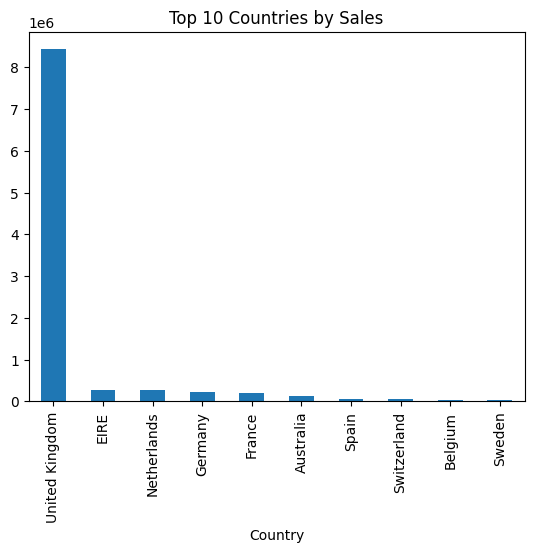 Top 10 Countries by Sales
1e6
8
7
6
5
4
3
2
1
0
United Kingdom
EIRE
Netherlands
Germany
France
Australia
Spain
Switzerland
Belgium
Sweden
Country